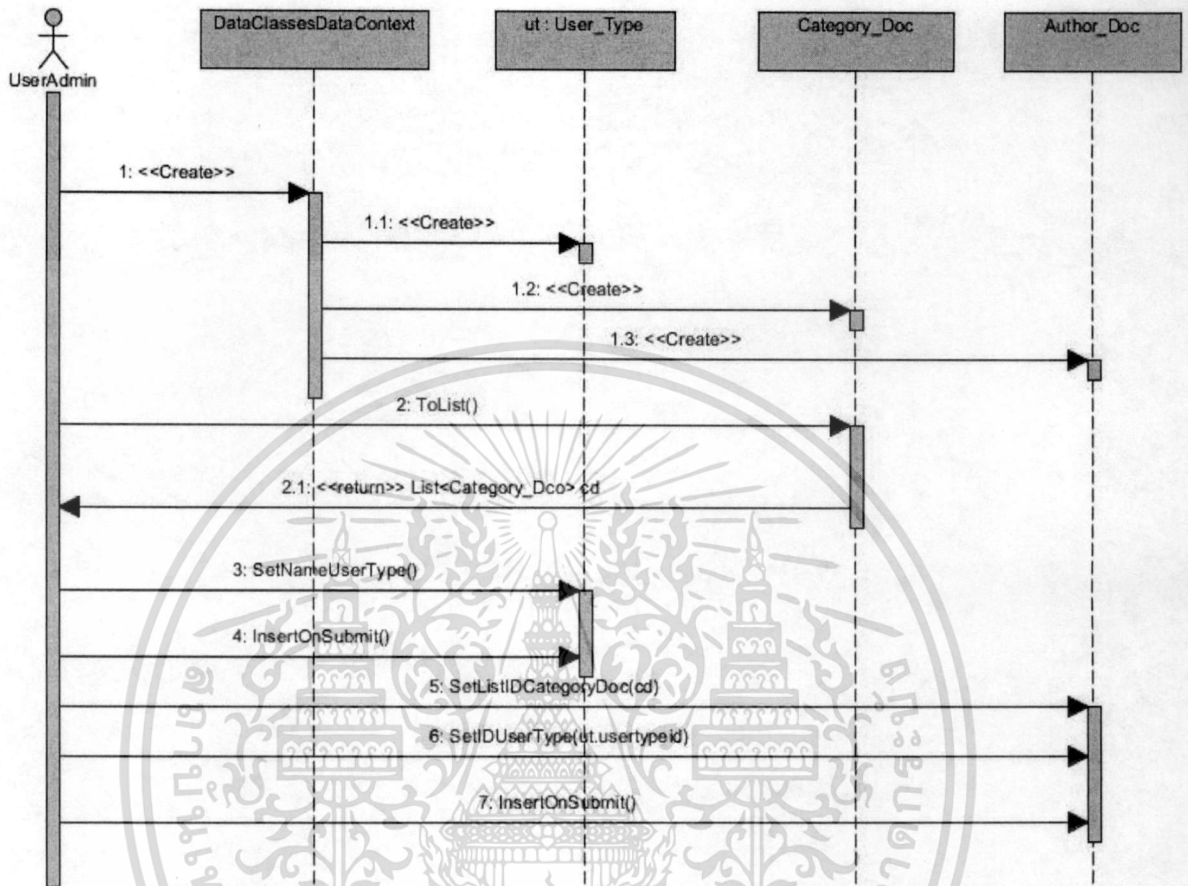 DataClassesDataContext
ut : User_Type
Category_Doc
Author_Doc
UserAdmin
1: <<Create>>
1.1: <<Create>>
1.2: <<Create>>
1.3: <<Create>>
2: ToList()
2.1: <<return>> List<Category_Dco> cd
3: SetNameUserType()
4: InsertOnSubmit()
5: SetListIDCategoryDoc(cd)
6: SetIDUserType(ut.usertypeid)
7: InsertOnSubmit()